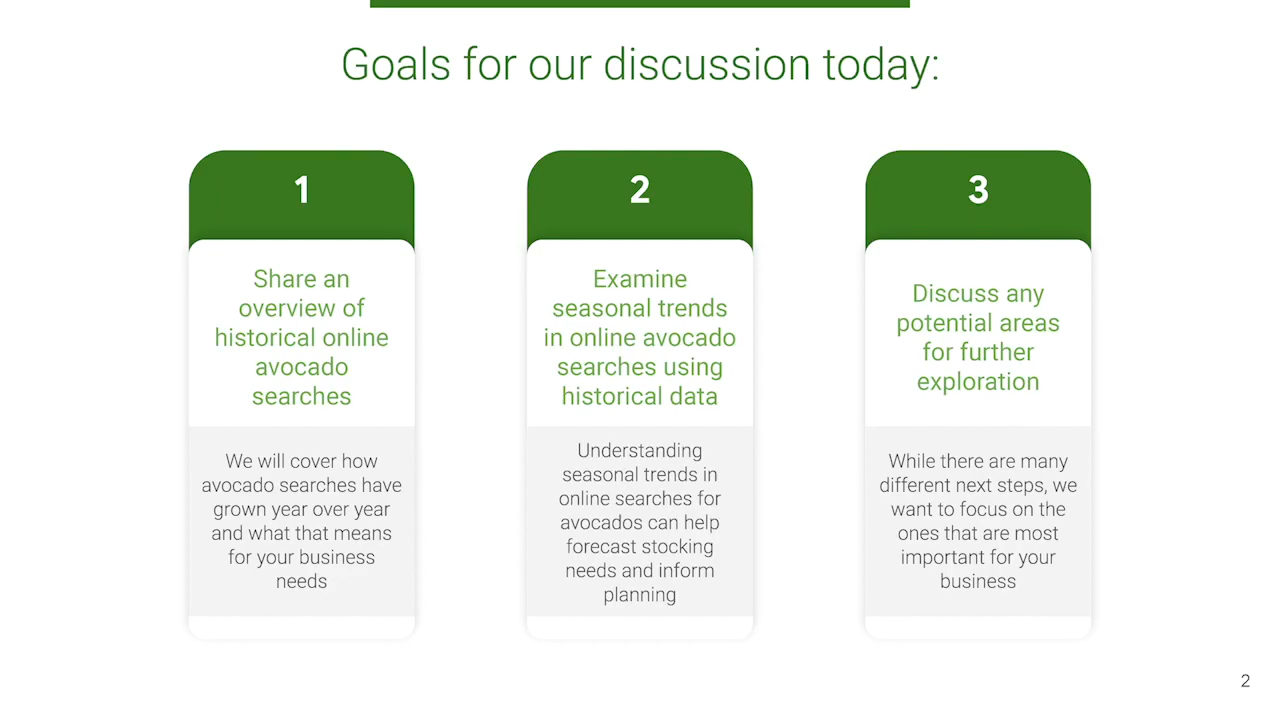 Goals for our discussion today:
1
Share an
overview of
historical online
avocado
searches
We will cover how
avocado searches have
grown year over year
and what that means
for your business
needs
2
Examine
seasonal trends
in online avocado
searches using
historical data
Understanding
seasonal trends in
online searches for
avocados can help
forecast stocking
needs and inform
planning
3
Discuss any
potential areas
for further
exploration
While there are many
different next steps, we
want to focus on the
ones that are most
important for your
business
2